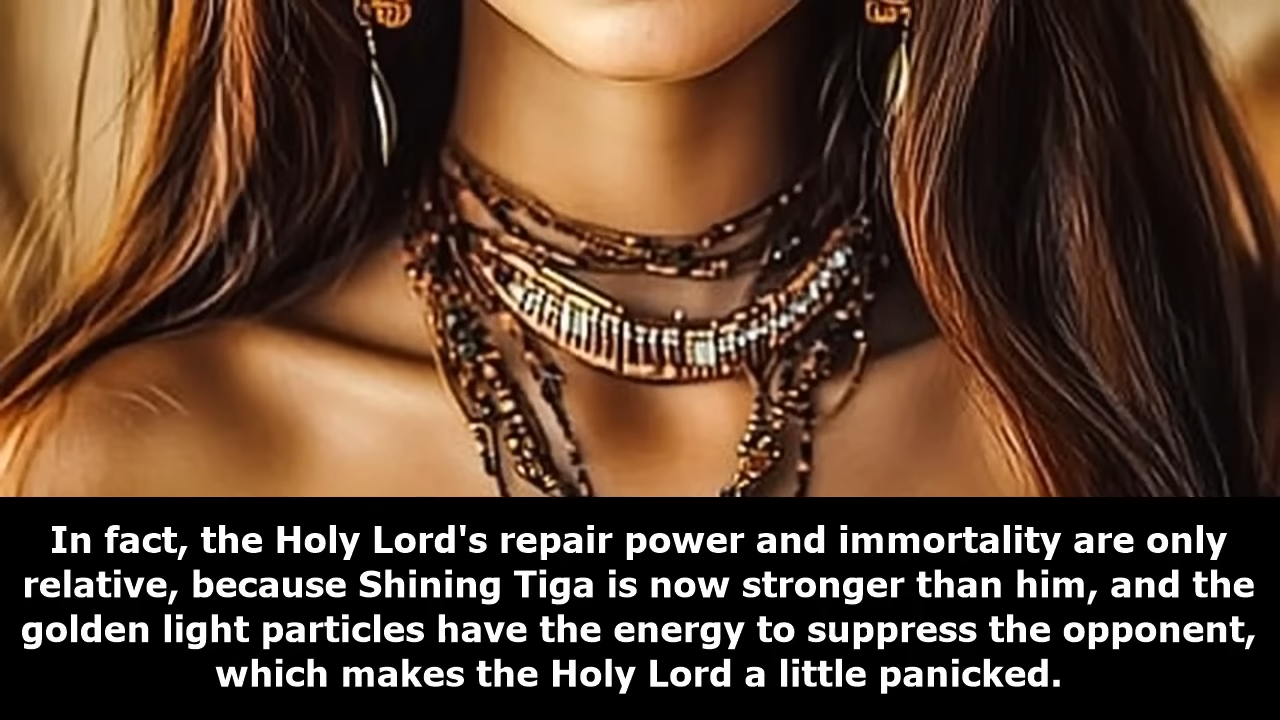 In fact, the Holy Lord's repair power and immortality are only
relative, because Shining Tiga is now stronger than him, and the
golden light particles have the energy to suppress the opponent,
which makes the Holy Lord a little panicked.